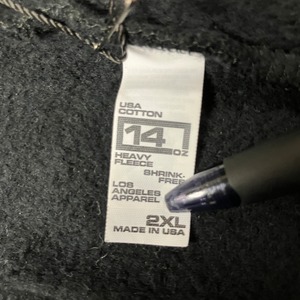 USA
COTTON
14 OZ
HEAVY
FLEECE
SHRINK-
FREE
LOS
ANGELES
APPAREL
2XL
MADE IN USA